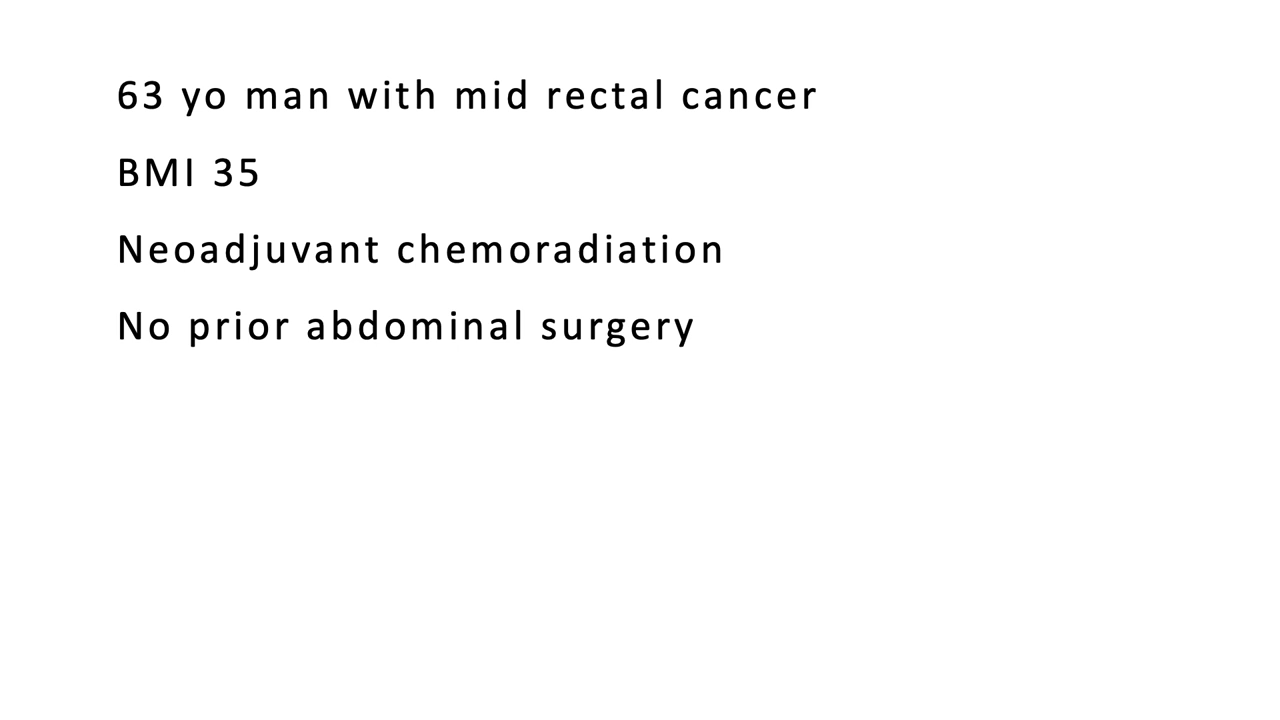 63 yo man with mid rectal cancer
BMI 35
Neoadjuvant chemoradiation
No prior abdominal surgery